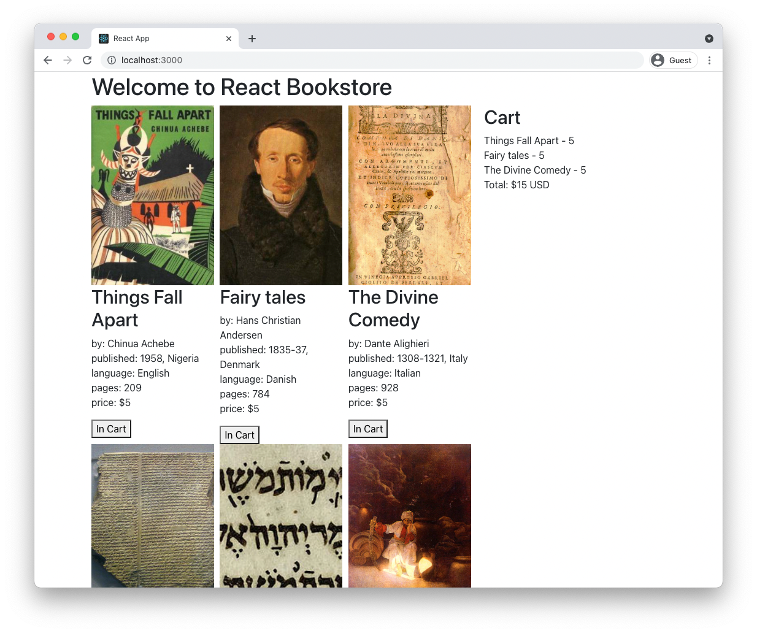 React App
localhost:3000
Guest
Welcome to React Bookstore
THINGS FALL APART
CHINUA ACHEBE
Cart
Things Fall Apart - 5
Fairy tales - 5
The Divine Comedy - 5
Total: $15 USD
Things Fall
Apart
by: Chinua Achebe
published: 1958, Nigeria
language: English
pages: 209
price: $5
In Cart
Fairy tales
by: Hans Christian
Andersen
published: 1835-37,
Denmark
language: Danish
pages: 784
price: $5
In Cart
The Divine
Comedy
by: Dante Alighieri
published: 1308-1321, Italy
language: Italian
pages: 928
price: $5
In Cart